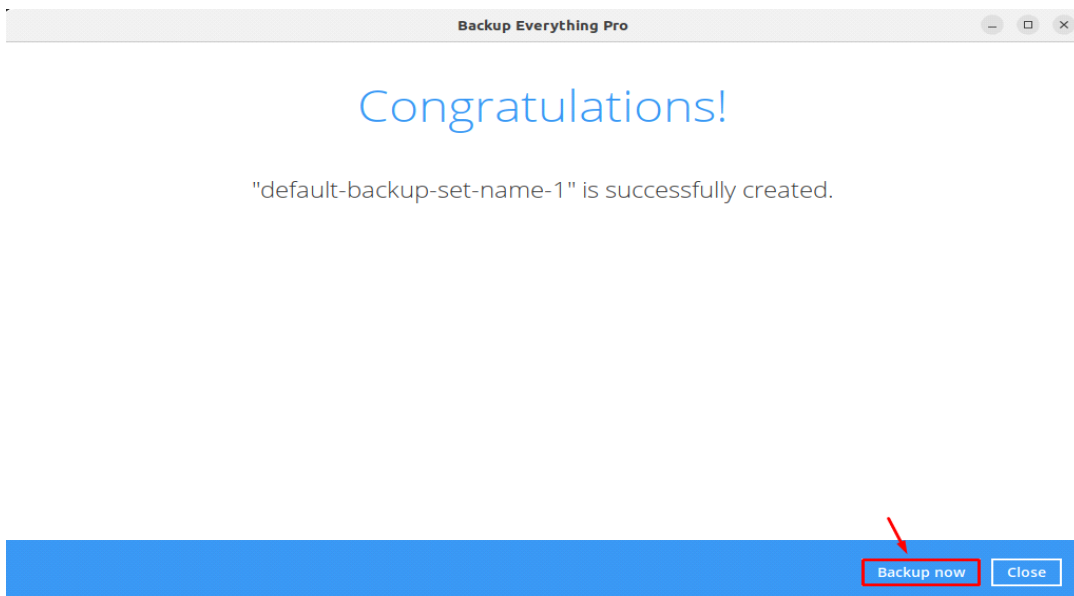 Backup Everything Pro
Congratulations!
"default-backup-set-name-1" is successfully created.
Backup now
Close